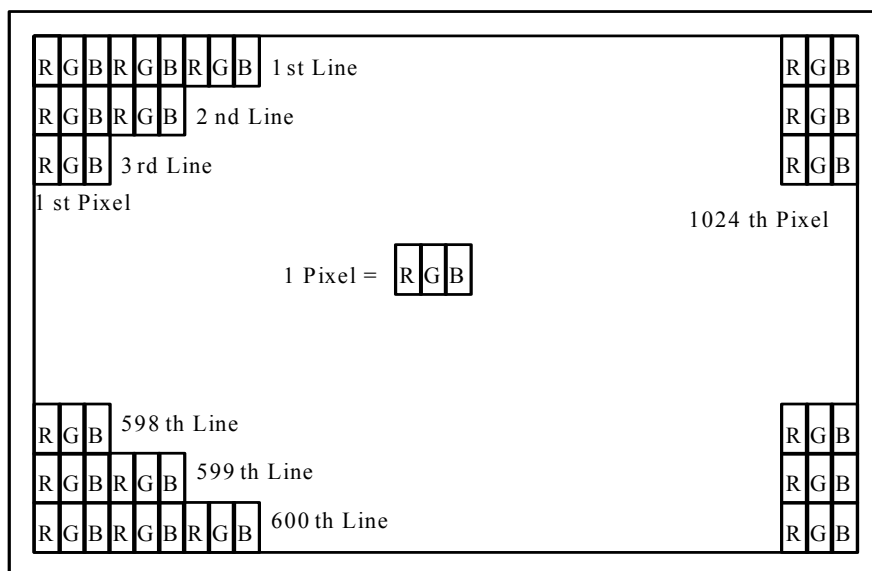 R G B R G B R G B 1 st Line R G B
R G B R G B 2 nd Line R G B
R G B 3 rd Line R G B
1 st Pixel
1024 th Pixel
1 Pixel = R G B
R G B 598 th Line R G B
R G B R G B 599 th Line R G B
R G B R G B R G B 600 th Line R G B